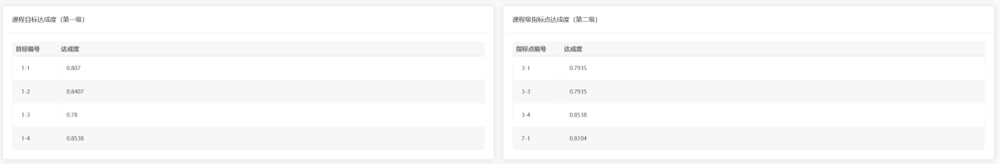 课程目标达成度（第一级）
目标编号 达成度
1-1 0.807
1-2 0.8407
1-3 0.78
1-4 0.8538
课程级指标点达成度（第二级）
指标点编号 达成度
3-1 0.7935
3-3 0.7935
3-4 0.8538
7-1 0.8104